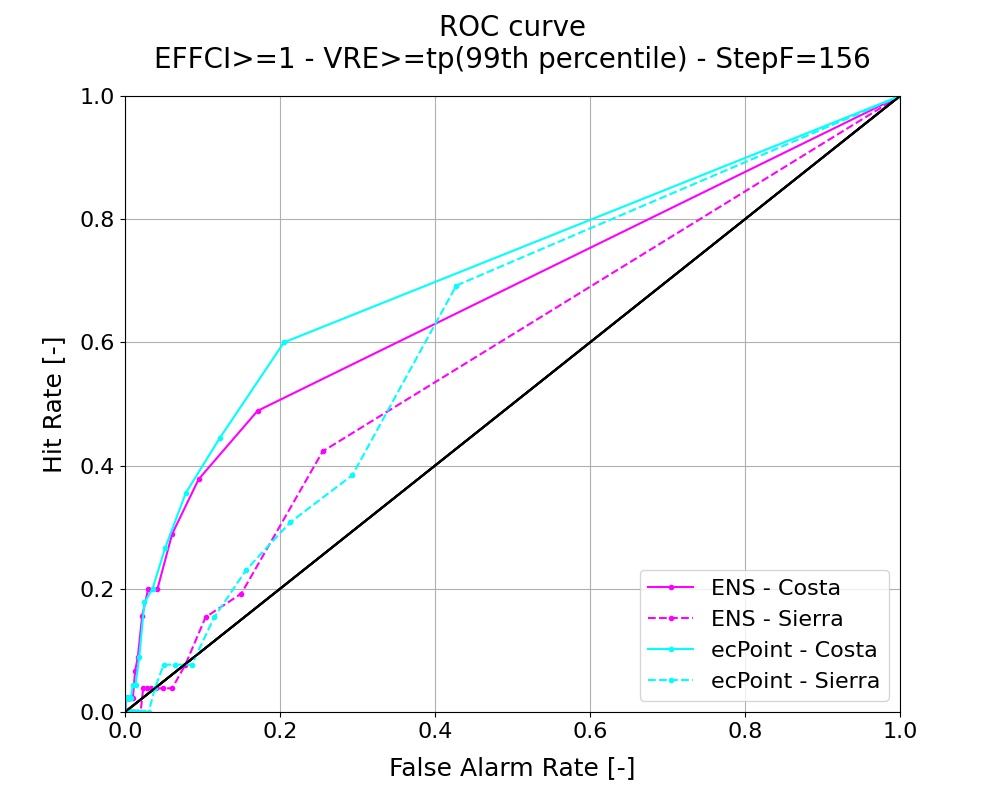 ROC curve
EFFCI>=1 - VRE>=tp(99th percentile) - StepF=156
1.0
0.8
0.6
0.4
0.2
0.0
Hit Rate [-]
0.0 0.2 0.4 0.6 0.8 1.0
False Alarm Rate [-]
ENS - Costa
ENS - Sierra
ecPoint - Costa
ecPoint - Sierra